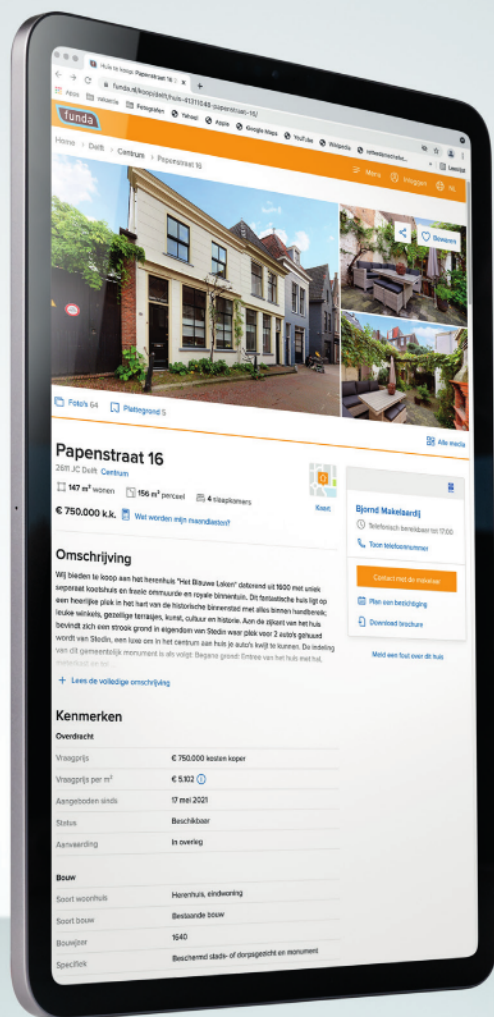 Huis te koop: Papenstraat 16
funda.nl/koop/delft/huis-41311048-papenstraat-16/
Apps vakantie Fotografen Yahoo! Apple Google Maps YouTube Wikipedia Leeslijst
funda
Menu Inloggen NL
Home > Delft > Centrum > Papenstraat 16
Bewaren
Foto's 64 Plattegrond 5
Alle media
Papenstraat 16
2611 JC Delft Centrum
147 m² wonen 156 m² perceel 4 slaapkamers
Kaart
€ 750.000 k.k. Wat worden mijn maandlasten?
Bjornd Makelaardij
Telefonisch bereikbaar tot 17:00
Toon telefoonnummer
Contact met de makelaar
Plan een bezichtiging
Download brochure
Meld een fout over dit huis
Omschrijving
Wij bieden te koop aan het herenhuis "Het Blauwe Laken" daterend uit 1600 met uniek
seperaat koetshuis en fraaie ommuurde en royale binnentuin. Dit fantastische huis ligt op
een heerlijke plek in het hart van de historische binnenstad met alles binnen handbereik;
leuke winkels, gezellige terrasjes, kunst, cultuur en historie. Aan de zijkant van het huis
bevindt zich een strook grond in eigendom van Stedin waar plek voor 2 auto's gehuurd
wordt van Stedin, een luxe om in het centrum aan huis je auto's kwijt te kunnen. De indeling
van dit gemeentelijk monument is als volgt: Begane grond: Entree van het huis met hal,
+ Lees de volledige omschrijving
Kenmerken
Overdracht
Vraagprijs € 750.000 kosten koper
Vraagprijs per m² € 5.102
Aangeboden sinds 17 mei 2021
Status Beschikbaar
Aanvaarding In overleg
Bouw
Soort woonhuis Herenhuis, eindwoning
Soort bouw Bestaande bouw
Bouwjaar 1640
Specifiek Beschermd stads- of dorpsgezicht en monument